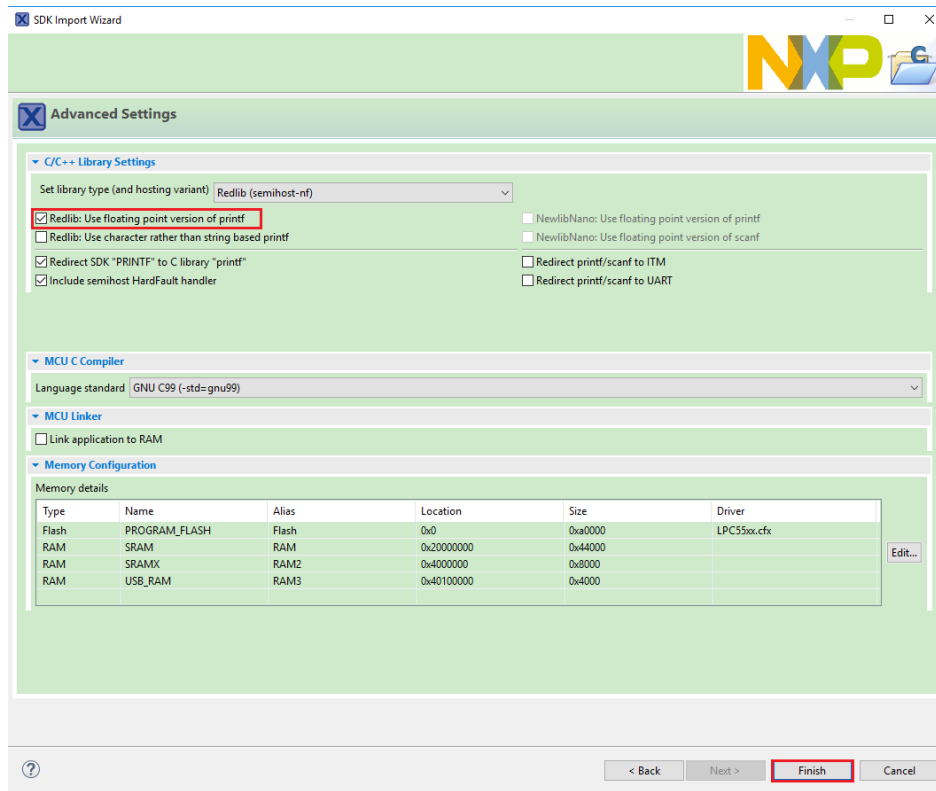 SDK Import Wizard
NXP
Advanced Settings
C/C++ Library Settings
Set library type (and hosting variant) Redlib (semihost-nf)
Redlib: Use floating point version of printf NewlibNano: Use floating point version of printf
Redlib: Use character rather than string based printf NewlibNano: Use floating point version of scanf
Redirect SDK "PRINTF" to C library "printf" Redirect printf/scanf to ITM
Include semihost HardFault handler Redirect printf/scanf to UART
MCU C Compiler
Language standard GNU C99 (-std=gnu99)
MCU Linker
Link application to RAM
Memory Configuration
Memory details
Type Name Alias Location Size Driver
Flash PROGRAM_FLASH Flash 0x0 0xa0000 LPC55xx.cfx
RAM SRAM RAM 0x20000000 0x44000
RAM SRAMX RAM2 0x4000000 0x8000
RAM USB_RAM RAM3 0x40100000 0x4000
Edit...
< Back Next > Finish Cancel